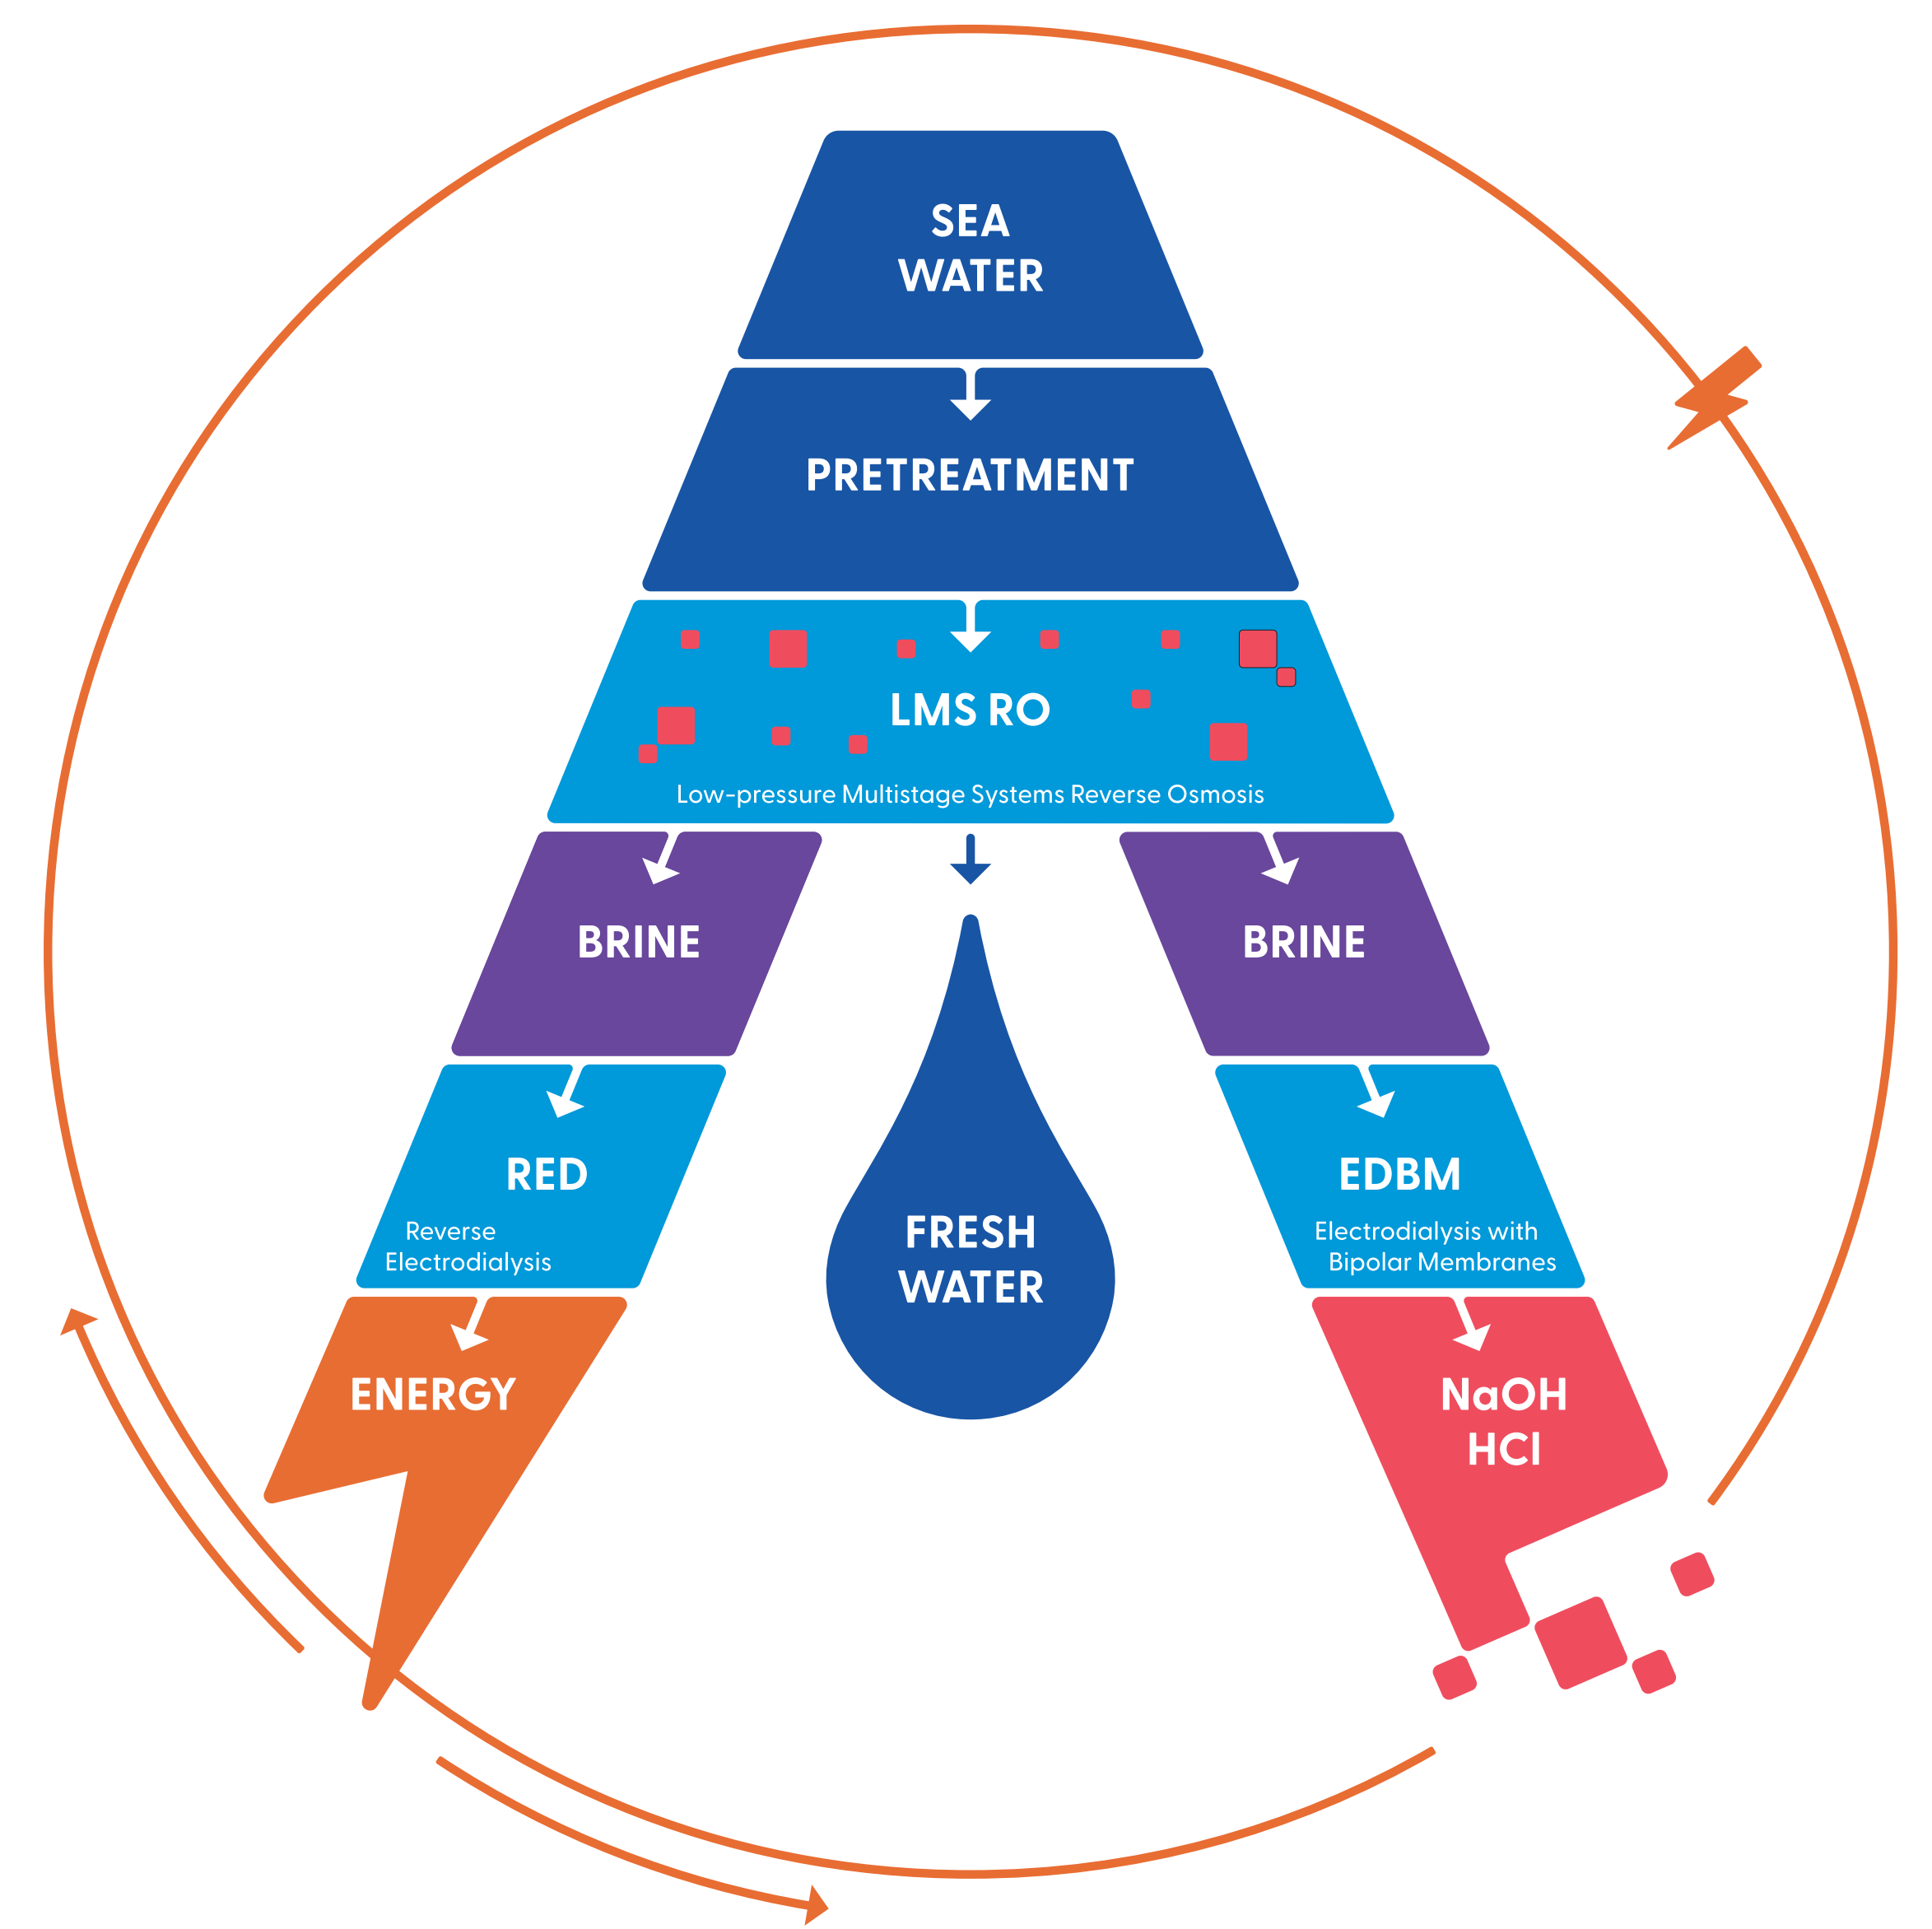 SEA
WATER
PRETREATMENT
LMS RO
Low-pressure Multistage Systems Reverse Osmosis
BRINE
BRINE
RED
Reverse
Electrodialysis
EDBM
Electrodialysis with
Bipolar Membranes
FRESH
WATER
ENERGY
NaOH
HCl